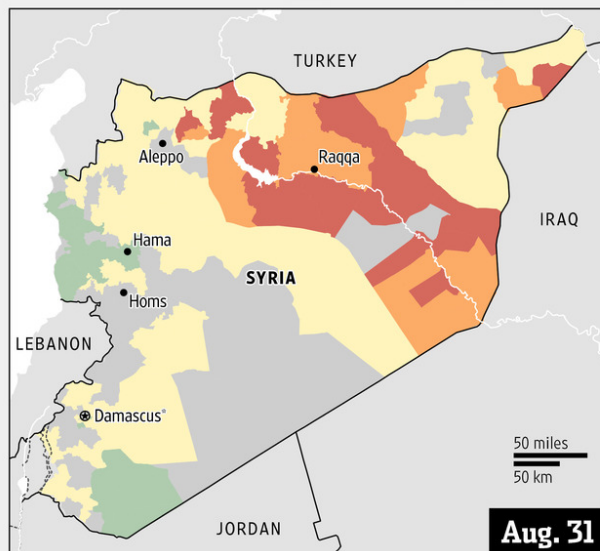 TURKEY
Aleppo
Raqqa
IRAQ
Hama
SYRIA
Homs
LEBANON
Damascus*
50 miles
50 km
JORDAN
Aug. 31